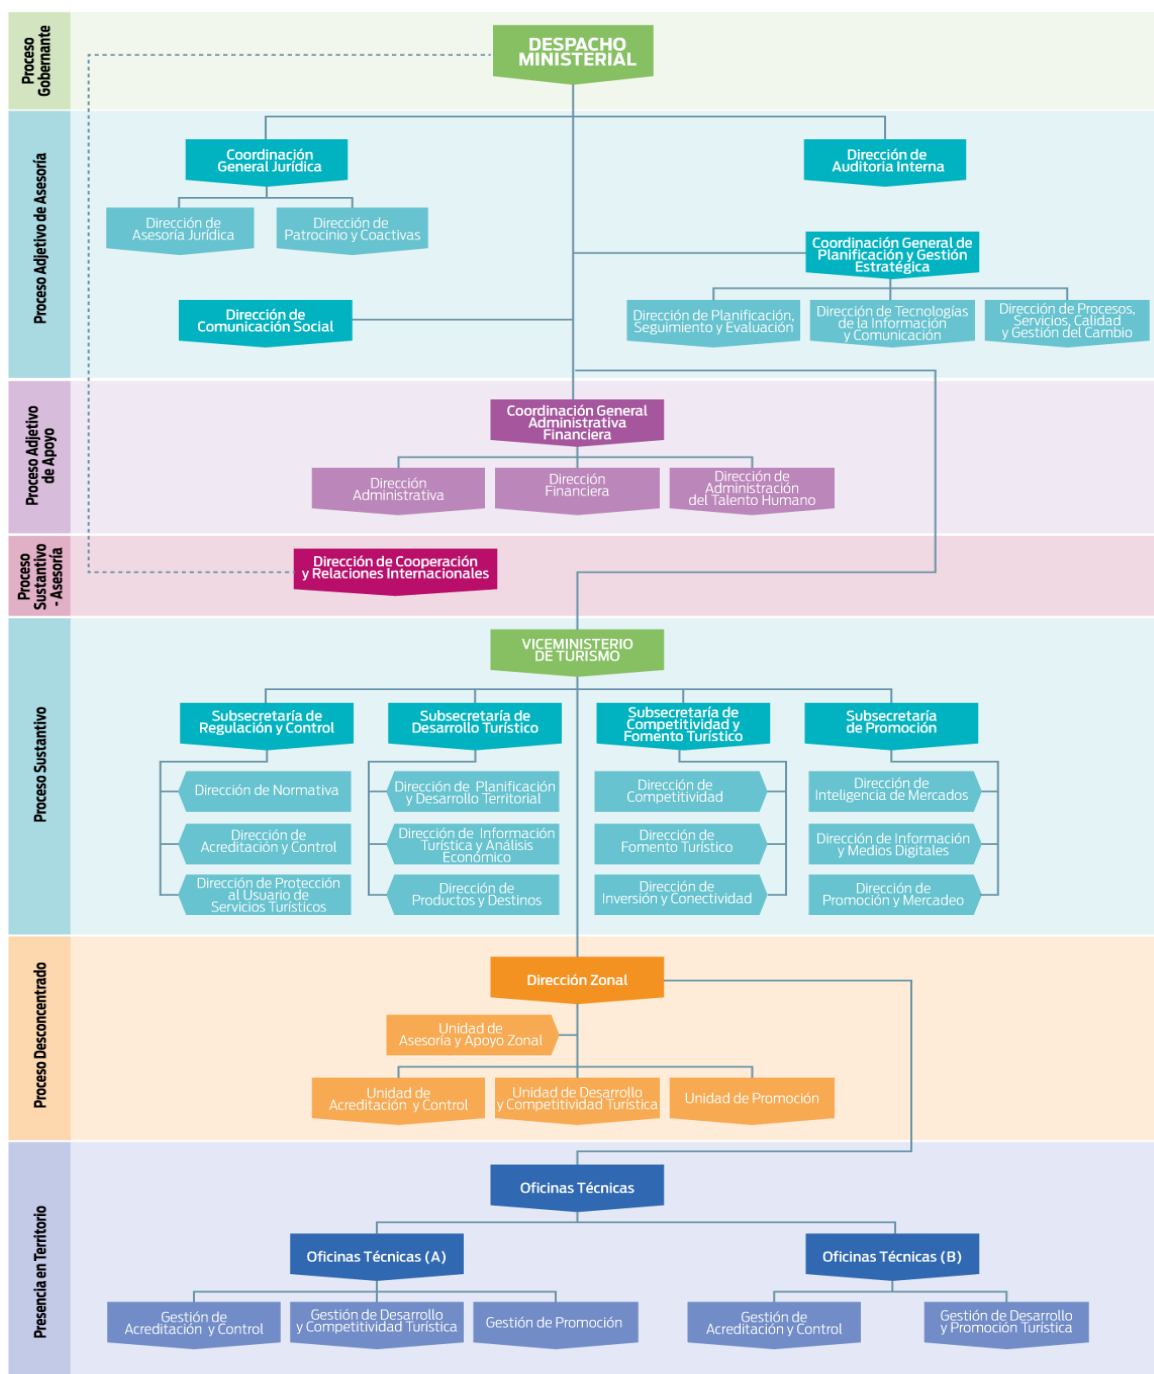 Proceso
Gobernante
DESPACHO
MINISTERIAL
Proceso Adjetivo de Asesoría
Coordinación
General Jurídica
Dirección de
Auditoria Interna
Dirección de
Asesoría Jurídica
Dirección de
Patrocinio y Coactivas
Coordinación General de
Planificación y Gestión
Estratégica
Dirección de
Comunicación Social
Dirección de Planificación,
Seguimiento y Evaluación
Dirección de Tecnologías
de la Información
y Comunicación
Dirección de Procesos,
Servicios, Calidad
y Gestión del Cambio
Proceso Adjetivo
de Apoyo
Coordinación General
Administrativa
Financiera
Dirección
Administrativa
Dirección
Financiera
Dirección de
Administración
del Talento Humano
Proceso
Sustantivo
- Asesoría
Dirección de Cooperación
y Relaciones Internacionales
Proceso Sustantivo
VICEMINISTERIO
DE TURISMO
Subsecretaría de
Regulación y Control
Subsecretaría de
Desarrollo Turístico
Subsecretaría de
Competitividad y
Fomento Turístico
Subsecretaría
de Promoción
Dirección de Normativa
Dirección de Planificación
y Desarrollo Territorial
Dirección de
Competitividad
Dirección de
Inteligencia de Mercados
Dirección de
Acreditación y Control
Dirección de Información
Turística y Análisis
Económico
Dirección de
Fomento Turístico
Dirección de Información
y Medios Digitales
Dirección de Protección
al Usuario de
Servicios Turísticos
Dirección de
Productos y Destinos
Dirección de
Inversión y Conectividad
Dirección de
Promoción y Mercadeo
Proceso Desconcentrado
Dirección Zonal
Unidad de
Asesoría y Apoyo Zonal
Unidad de
Acreditación y Control
Unidad de Desarrollo
y Competitividad Turística
Unidad de Promoción
Presencia en Territorio
Oficinas Técnicas
Oficinas Técnicas (A)
Oficinas Técnicas (B)
Gestión de
Acreditación y Control
Gestión de Desarrollo
y Competitividad Turística
Gestión de Promoción
Gestión de
Acreditación y Control
Gestión de Desarrollo
y Promoción Turística